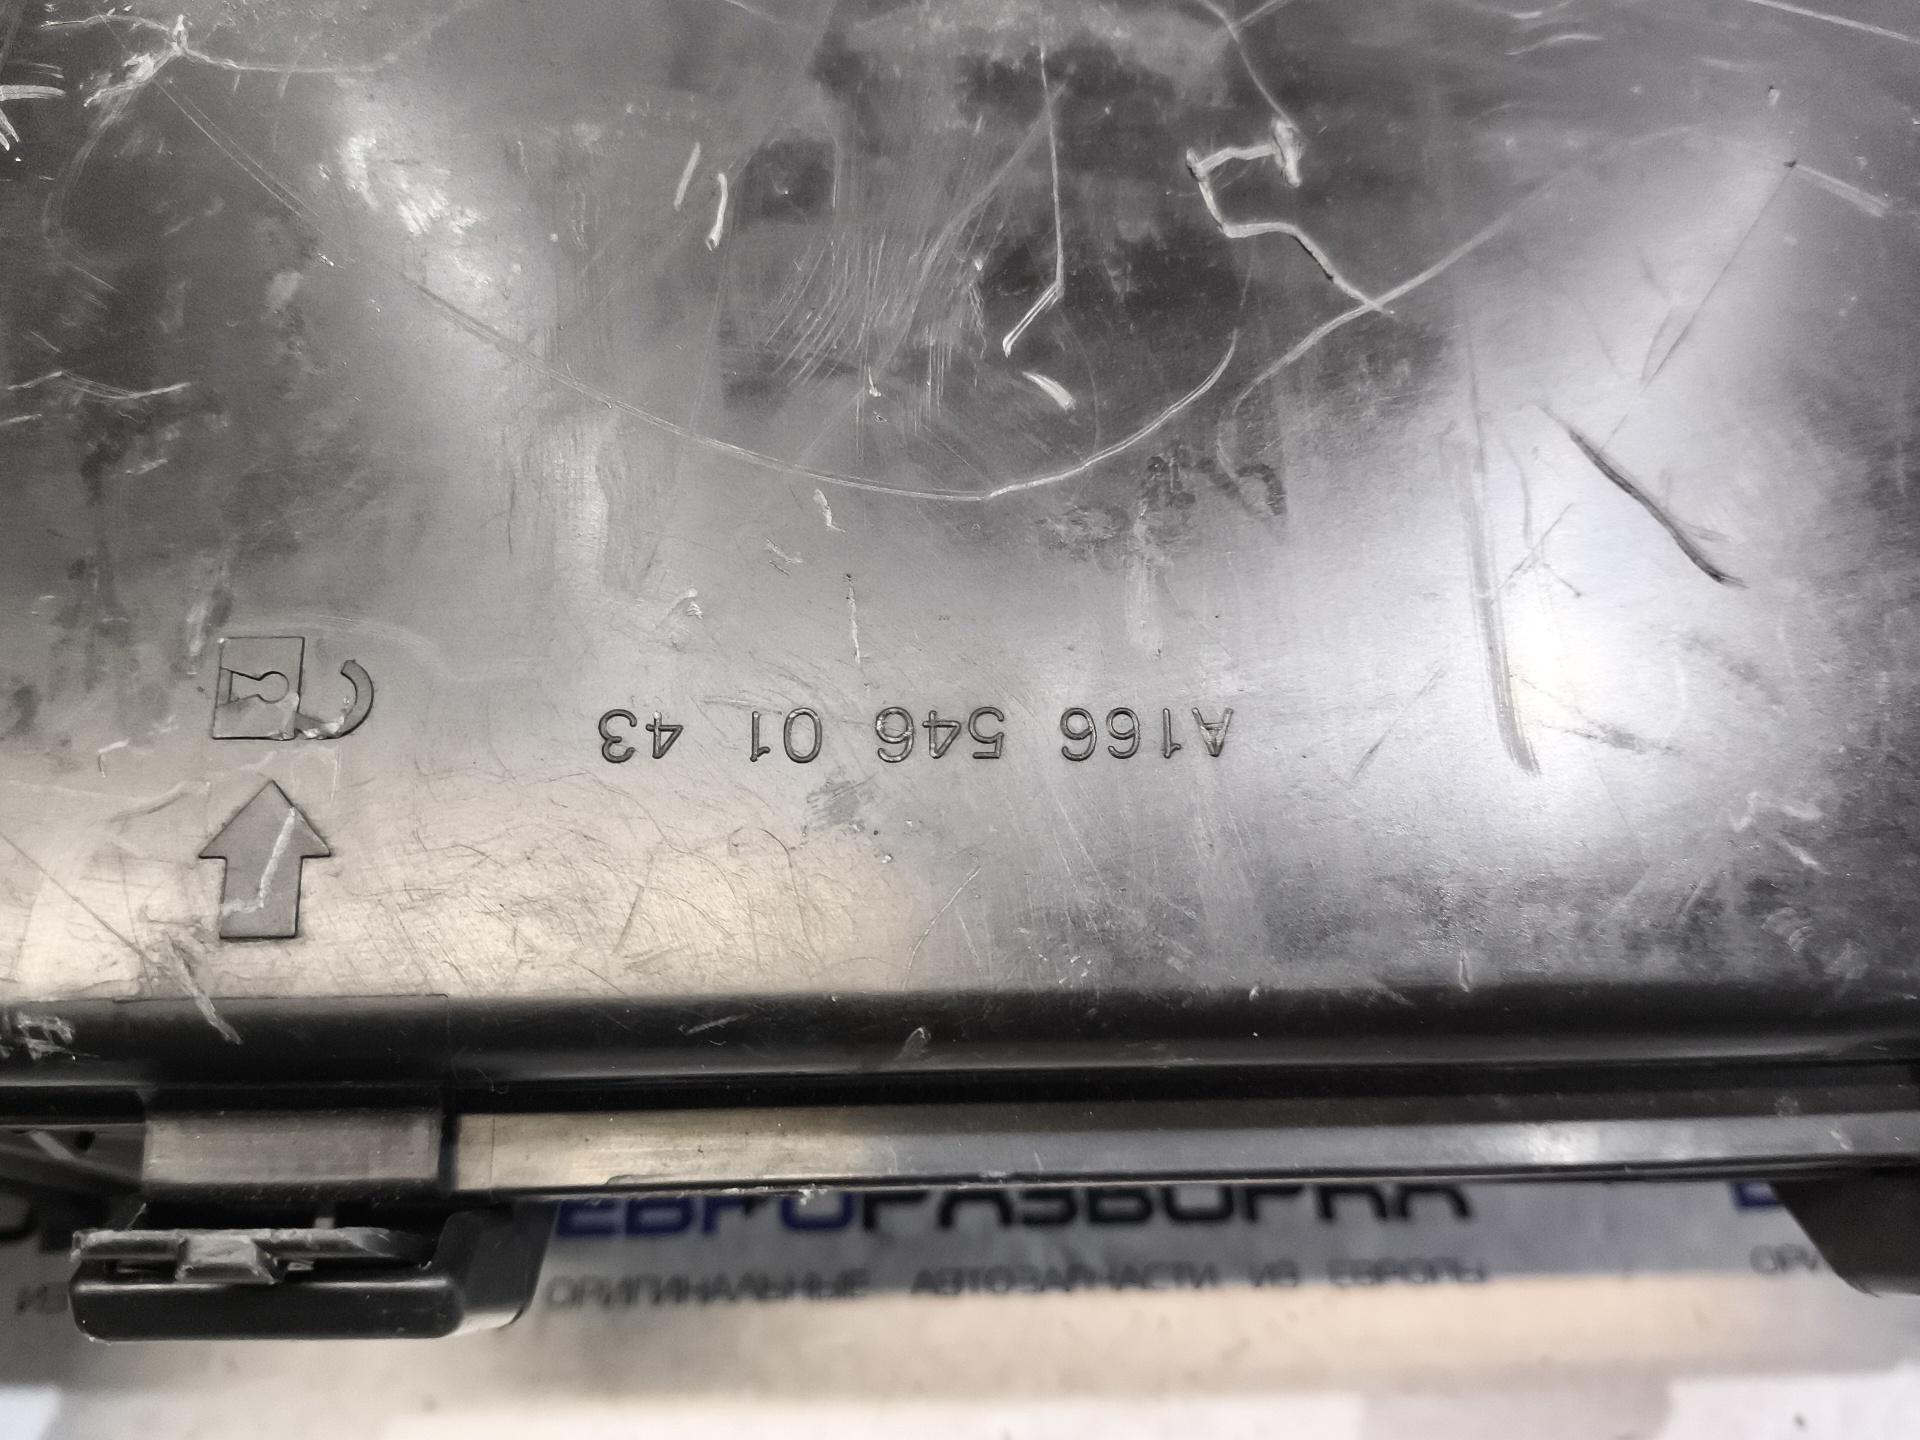 A166 546 01 43
ЕВРОРАЗБОРКА
ОРИГИНАЛЬНЫЕ АВТОЗАПЧАСТИ ИЗ ЕВРОПЫ